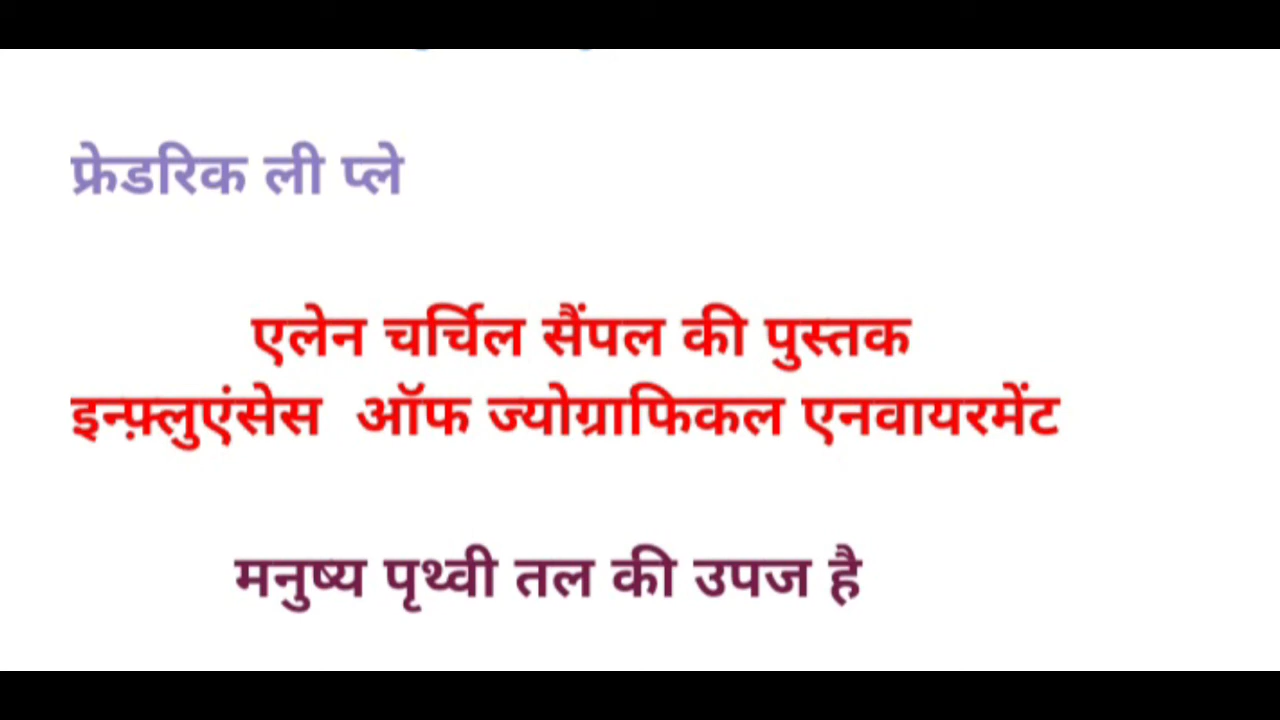 फ्रेडरिक ली प्ले
एलेन चर्चिल सैंपल की पुस्तक
इन्फ़्लुएंसेस ऑफ ज्योग्राफिकल एनवायरमेंट
मनुष्य पृथ्वी तल की उपज है